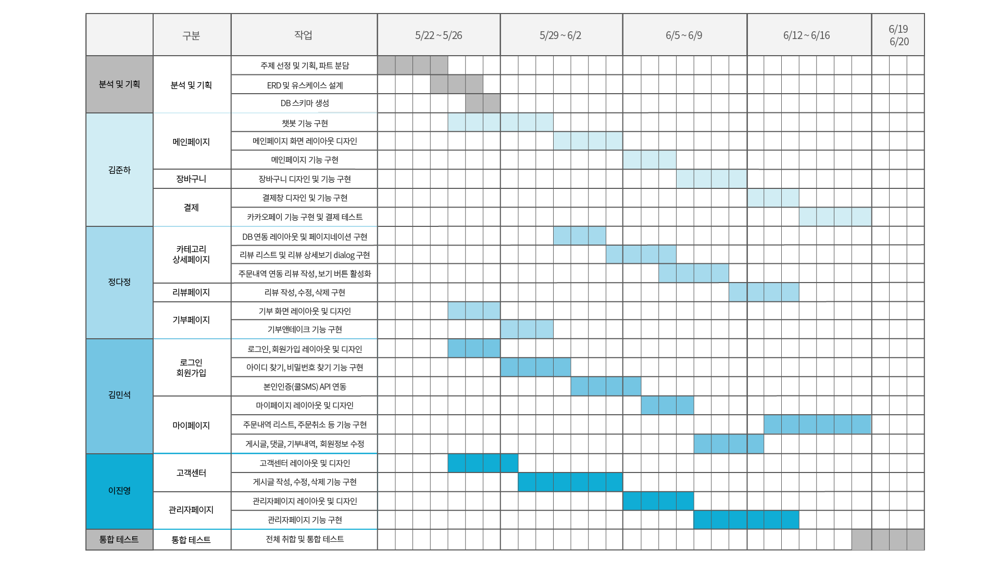 구분
작업
5/22 ~ 5/26
5/29 ~ 6/2
6/5 ~ 6/9
6/12 ~ 6/16
6/19
6/20
분석 및 기획
분석 및 기획
주제 선정 및 기획, 파트 분담
ERD 및 유스케이스 설계
DB 스키마 생성
김준하
메인페이지
챗봇 기능 구현
메인페이지 화면 레이아웃 디자인
메인페이지 기능 구현
장바구니
장바구니 디자인 및 기능 구현
결제
결제창 디자인 및 기능 구현
카카오페이 기능 구현 및 결제 테스트
정다정
카테고리
상세페이지
DB 연동 레이아웃 및 페이지네이션 구현
리뷰 리스트 및 리뷰 상세보기 dialog 구현
주문내역 연동 리뷰 작성, 보기 버튼 활성화
리뷰페이지
리뷰 작성, 수정, 삭제 구현
기부페이지
기부 화면 레이아웃 및 디자인
기부앤테이크 기능 구현
김민석
로그인
회원가입
로그인, 회원가입 레이아웃 및 디자인
아이디 찾기, 비밀번호 찾기 기능 구현
본인인증(쿨SMS) API 연동
마이페이지
마이페이지 레이아웃 및 디자인
주문내역 리스트, 주문취소 등 기능 구현
게시글, 댓글, 기부내역, 회원정보 수정
이진영
고객센터
고객센터 레이아웃 및 디자인
게시글 작성, 수정, 삭제 기능 구현
관리자페이지
관리자페이지 레이아웃 및 디자인
관리자페이지 기능 구현
통합 테스트
통합 테스트
전체 취합 및 통합 테스트